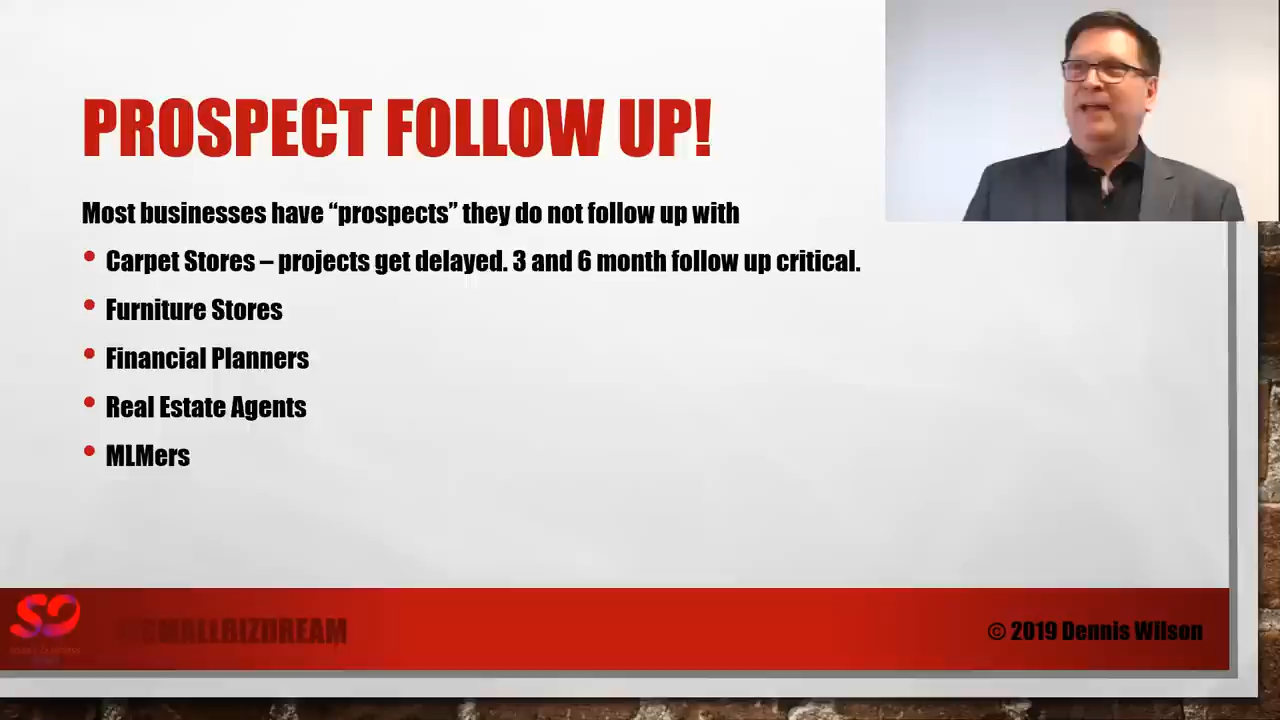 PROSPECT FOLLOW UP!
Most businesses have “prospects” they do not follow up with
• Carpet Stores – projects get delayed. 3 and 6 month follow up critical.
• Furniture Stores
• Financial Planners
• Real Estate Agents
• MLMers
SMALLBIZDREAM
© 2019 Dennis Wilson